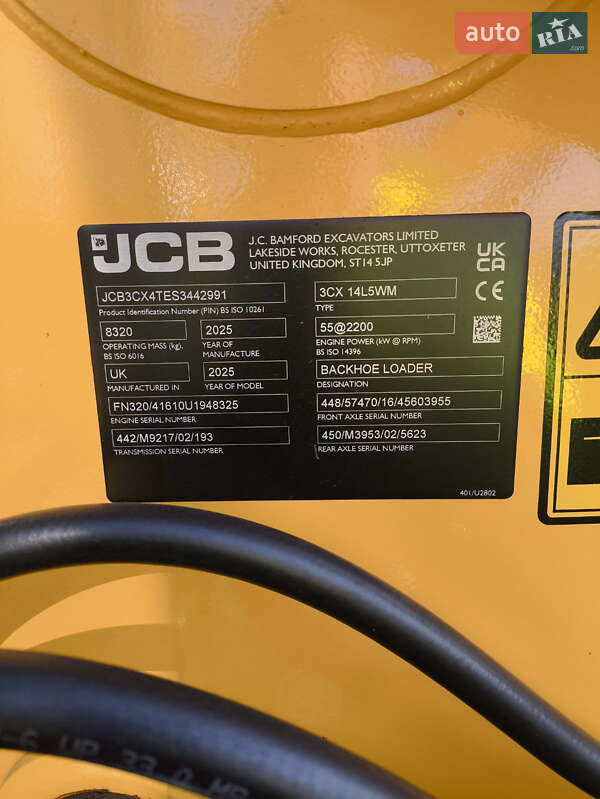 auto RIA.com
JCB
J.C. BAMFORD EXCAVATORS LIMITED
LAKESIDE WORKS, ROCESTER, UTTOXETER
UNITED KINGDOM, ST14 5JP
UK
CA
CE
JCB3CX4TES3442991
Product Identification Number (PIN) BS ISO 10261
3CX 14L5WM
TYPE
8320
OPERATING MASS (kg),
BS ISO 6016
2025
YEAR OF
MANUFACTURE
55@2200
ENGINE POWER (kW @ RPM)
BS ISO 14396
UK
MANUFACTURED IN
2025
YEAR OF MODEL
BACKHOE LOADER
DESIGNATION
FN320/41610U1948325
ENGINE SERIAL NUMBER
448/57470/16/45603955
FRONT AXLE SERIAL NUMBER
442/M9217/02/193
TRANSMISSION SERIAL NUMBER
450/M3953/02/5623
REAR AXLE SERIAL NUMBER
401/U2802
33.0 MP